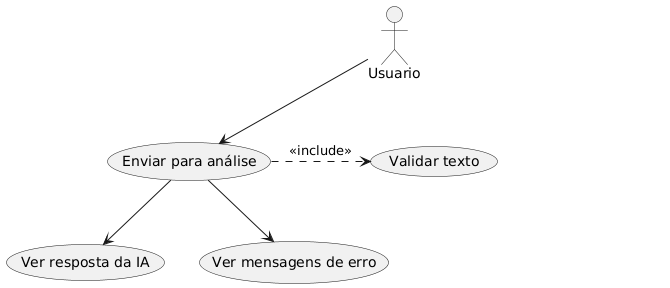 Usuario
«include»
Enviar para análise
Validar texto
Ver resposta da IA
Ver mensagens de erro